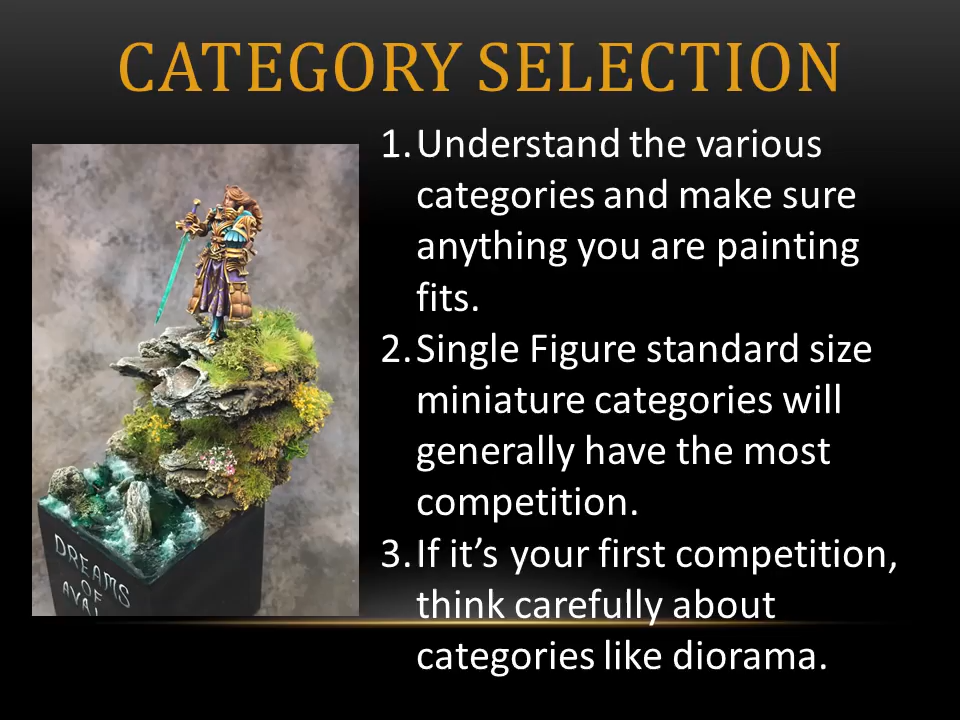 CATEGORY SELECTION
1. Understand the various
categories and make sure
anything you are painting
fits.
2. Single Figure standard size
miniature categories will
generally have the most
competition.
3. If it’s your first competition,
think carefully about
categories like diorama.
DREAMS
OF